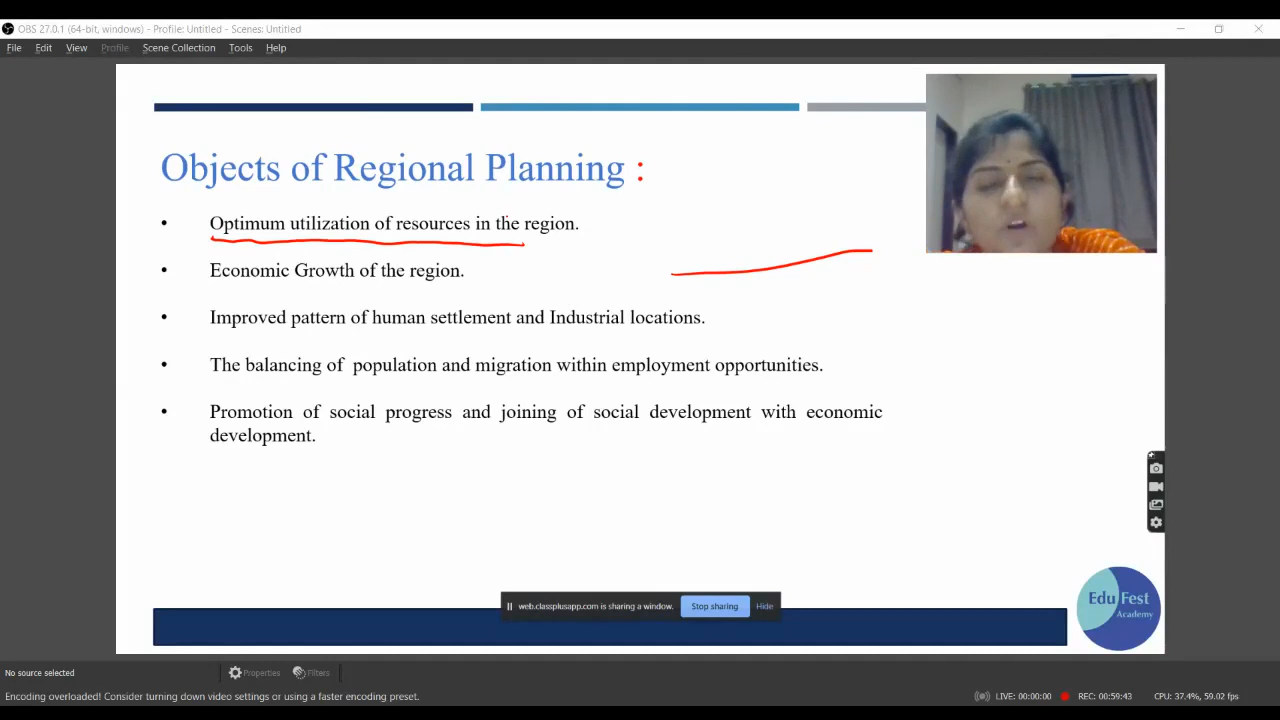 OBS 27.0.1 (64-bit, windows) - Profile: Untitled - Scenes: Untitled
File Edit View Profile Scene Collection Tools Help
Objects of Regional Planning :
• Optimum utilization of resources in the region.
• Economic Growth of the region.
• Improved pattern of human settlement and Industrial locations.
• The balancing of population and migration within employment opportunities.
• Promotion of social progress and joining of social development with economic
development.
web.classplusapp.com is sharing a window. Stop sharing Hide
Edu Fest
Academy
No source selected Properties Filters
Encoding overloaded! Consider turning down video settings or using a faster encoding preset. LIVE: 00:00:00 REC: 00:59:43 CPU: 37.4%, 59.02 fps